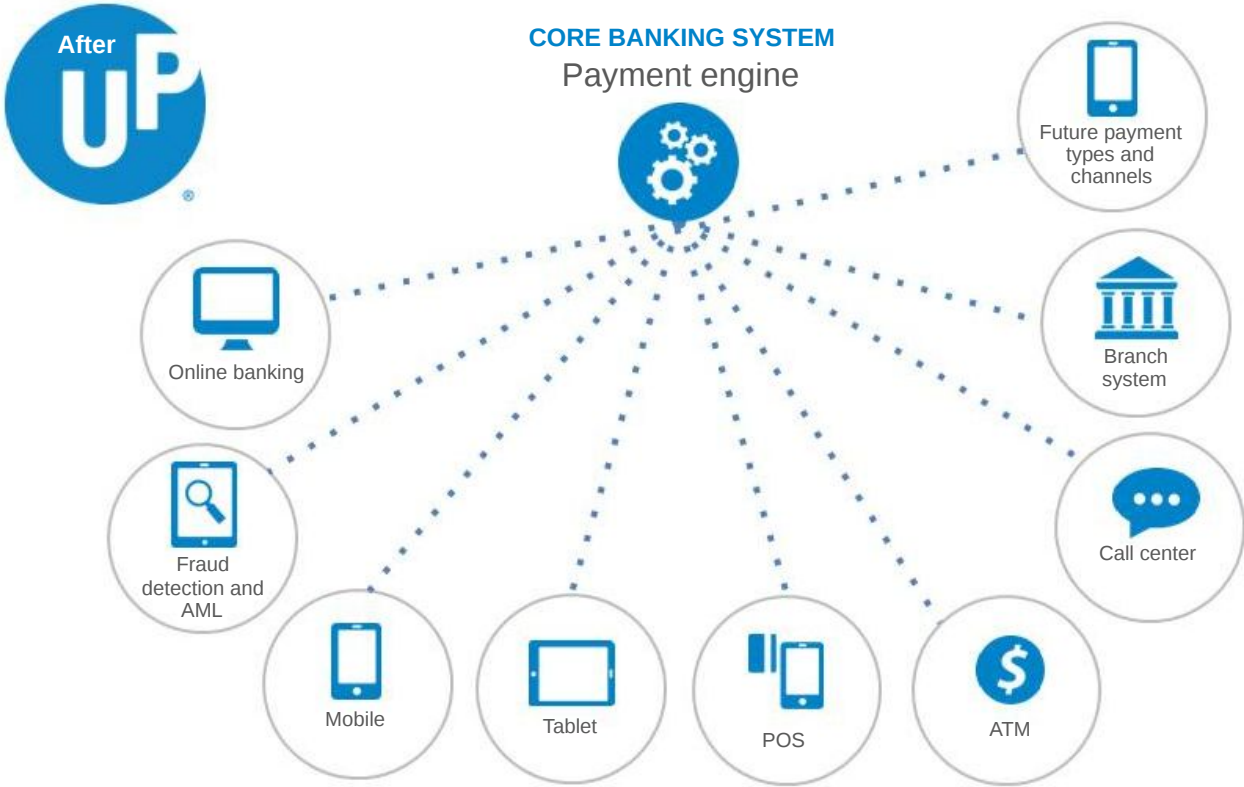 After
UP
®
CORE BANKING SYSTEM
Payment engine
Future payment
types and
channels
Online banking
Branch
system
Fraud
detection and
AML
Call center
Mobile
Tablet
POS
$
ATM